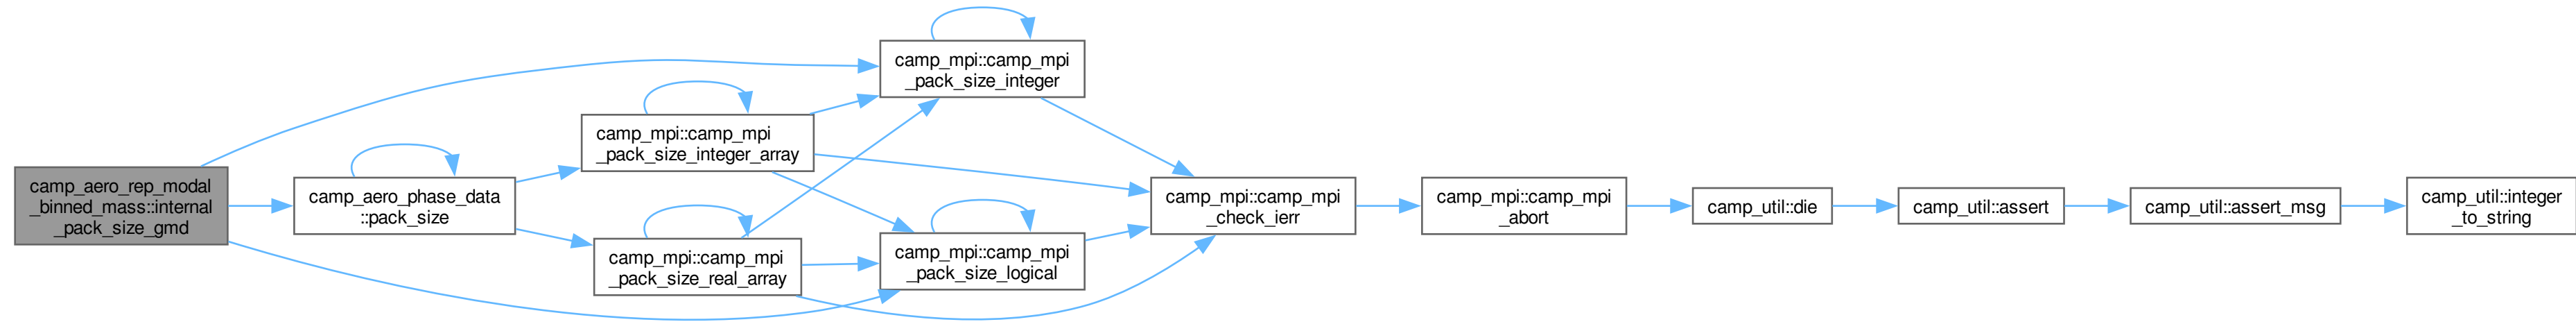 camp_aero_rep_modal
_binned_mass::internal
_pack_size_gmd
camp_aero_phase_data
::pack_size
camp_mpi::camp_mpi
_pack_size_integer_array
camp_mpi::camp_mpi
_pack_size_real_array
camp_mpi::camp_mpi
_pack_size_integer
camp_mpi::camp_mpi
_pack_size_logical
camp_mpi::camp_mpi
_check_ierr
camp_mpi::camp_mpi
_abort
camp_util::die
camp_util::assert
camp_util::assert_msg
camp_util::integer
_to_string